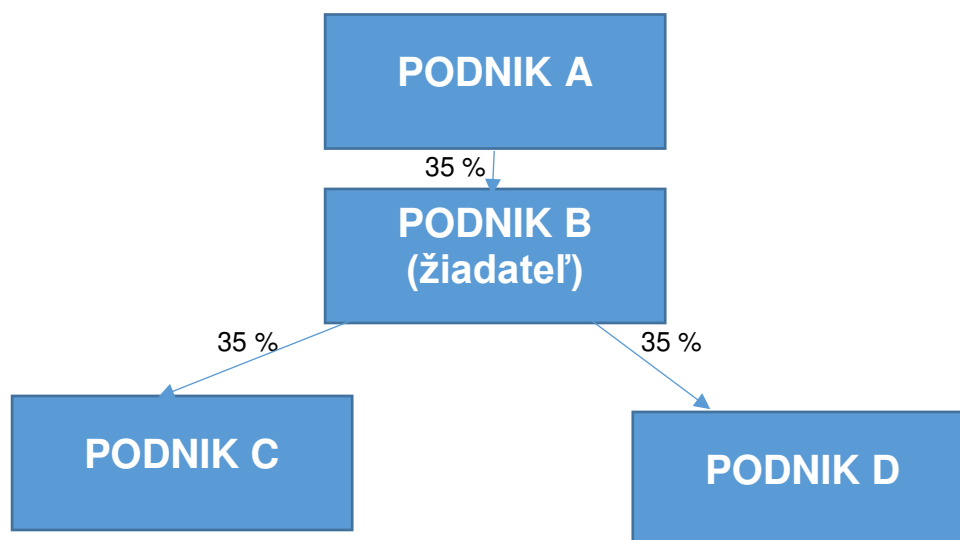 PODNIK A
35 %
PODNIK B
(žiadateľ)
35 %
35 %
PODNIK C
PODNIK D